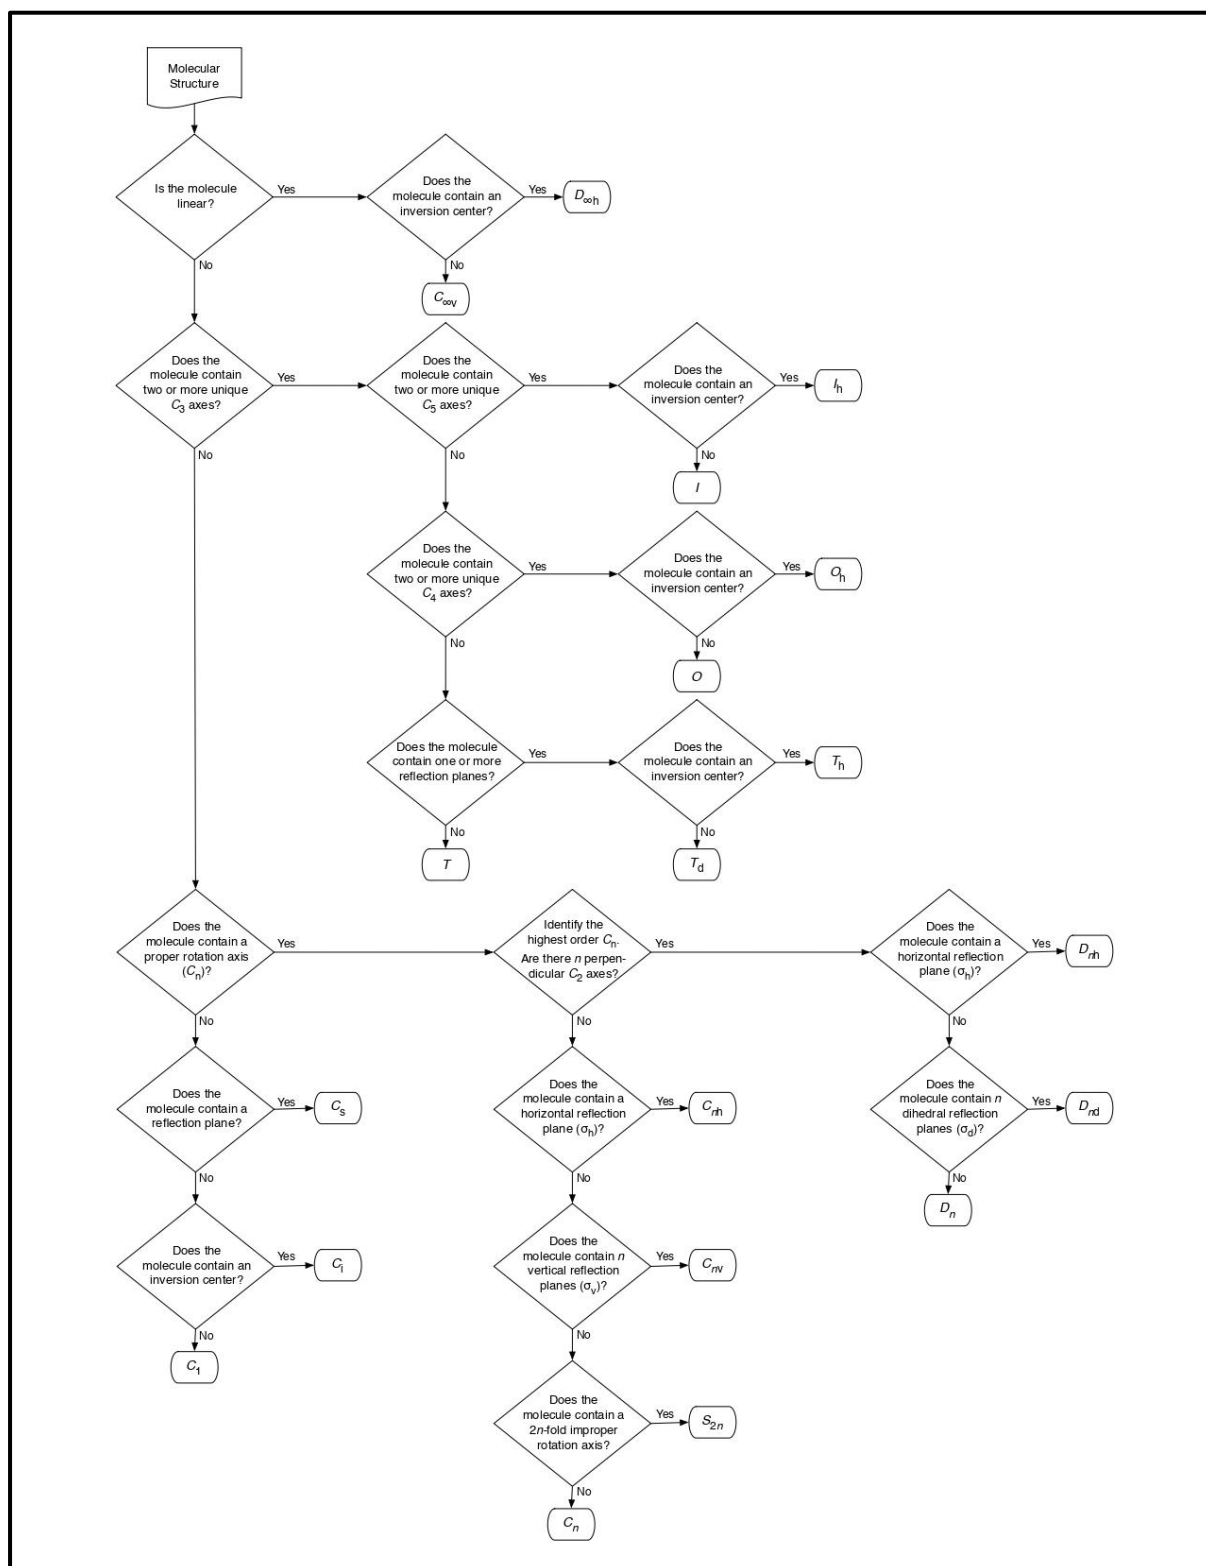 Molecular
Structure
Is the molecule
linear?
Yes
No
Does the
molecule contain an
inversion center?
Yes
D∞h
No
C∞v
Does the
molecule contain
two or more unique
C3 axes?
Yes
No
Does the
molecule contain
two or more unique
C5 axes?
Yes
No
Does the
molecule contain an
inversion center?
Yes
Ih
No
I
Does the
molecule contain
two or more unique
C4 axes?
Yes
No
Does the
molecule contain an
inversion center?
Yes
Oh
No
O
Does the molecule
contain one or more
reflection planes?
Yes
No
T
Does the
molecule contain an
inversion center?
Yes
Th
No
Td
Does the
molecule contain a
proper rotation axis
(Cn)?
Yes
No
Identify the
highest order Cn.
Are there n perpen-
dicular C2 axes?
Yes
No
Does the
molecule contain a
horizontal reflection
plane (σh)?
Yes
Dnh
No
Does the
molecule contain a
reflection plane?
Yes
Cs
No
Does the
molecule contain a
horizontal reflection
plane (σh)?
Yes
Cnh
No
Does the
molecule contain n
dihedral reflection
planes (σd)?
Yes
Dnd
No
Dn
Does the
molecule contain an
inversion center?
Yes
Ci
No
C1
Does the
molecule contain n
vertical reflection
planes (σv)?
Yes
Cnv
No
Does the
molecule contain a
2n-fold improper
rotation axis?
Yes
S2n
No
Cn